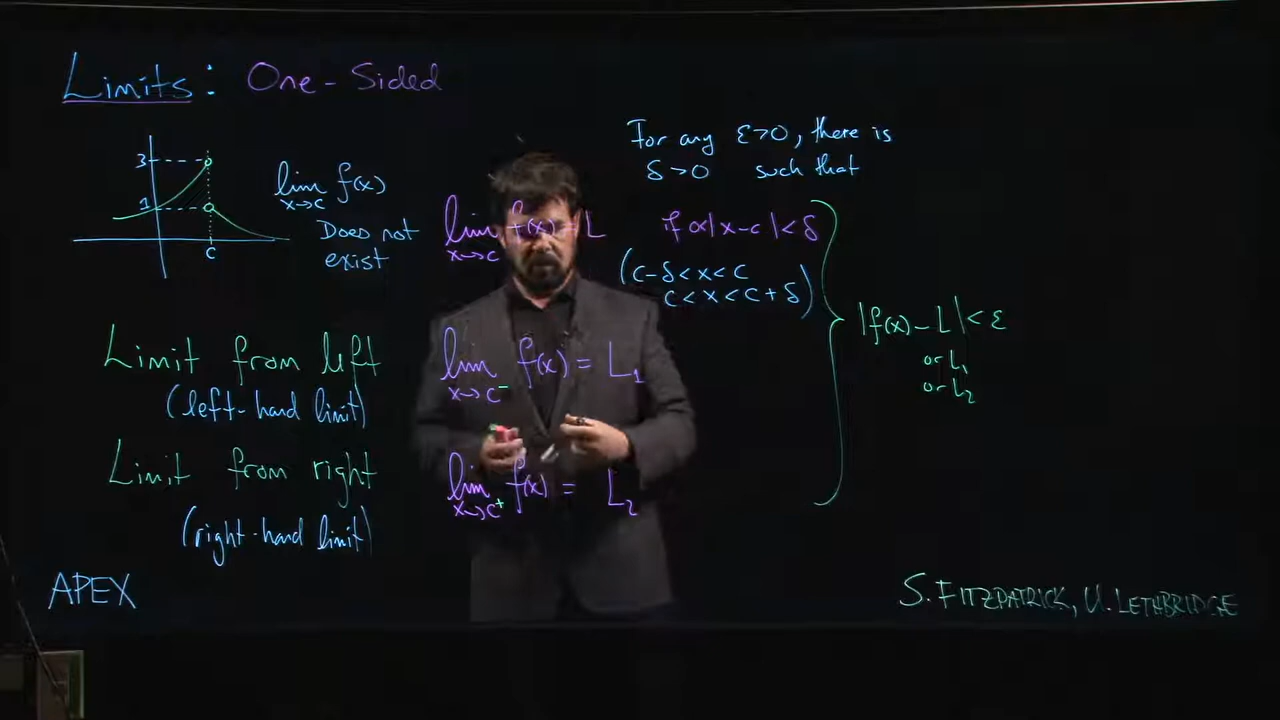 Limits: One-Sided
3
1
c
lim f(x)
x→c
Does not
exist
For any ε>0, there is
δ>0 such that
lim f(x)=L
x→c
if 0<|x-c|<δ
(c-δ<x<c
c<x<c+δ)
|f(x)-L|<ε
or L₁
or L₂
Limit from left
(left-hand limit)
lim f(x) = L₁
x→c⁻
Limit from right
(right-hand limit)
lim f(x) = L₂
x→c⁺
APEX
S. FITZPATRICK, U. LETHBRIDGE